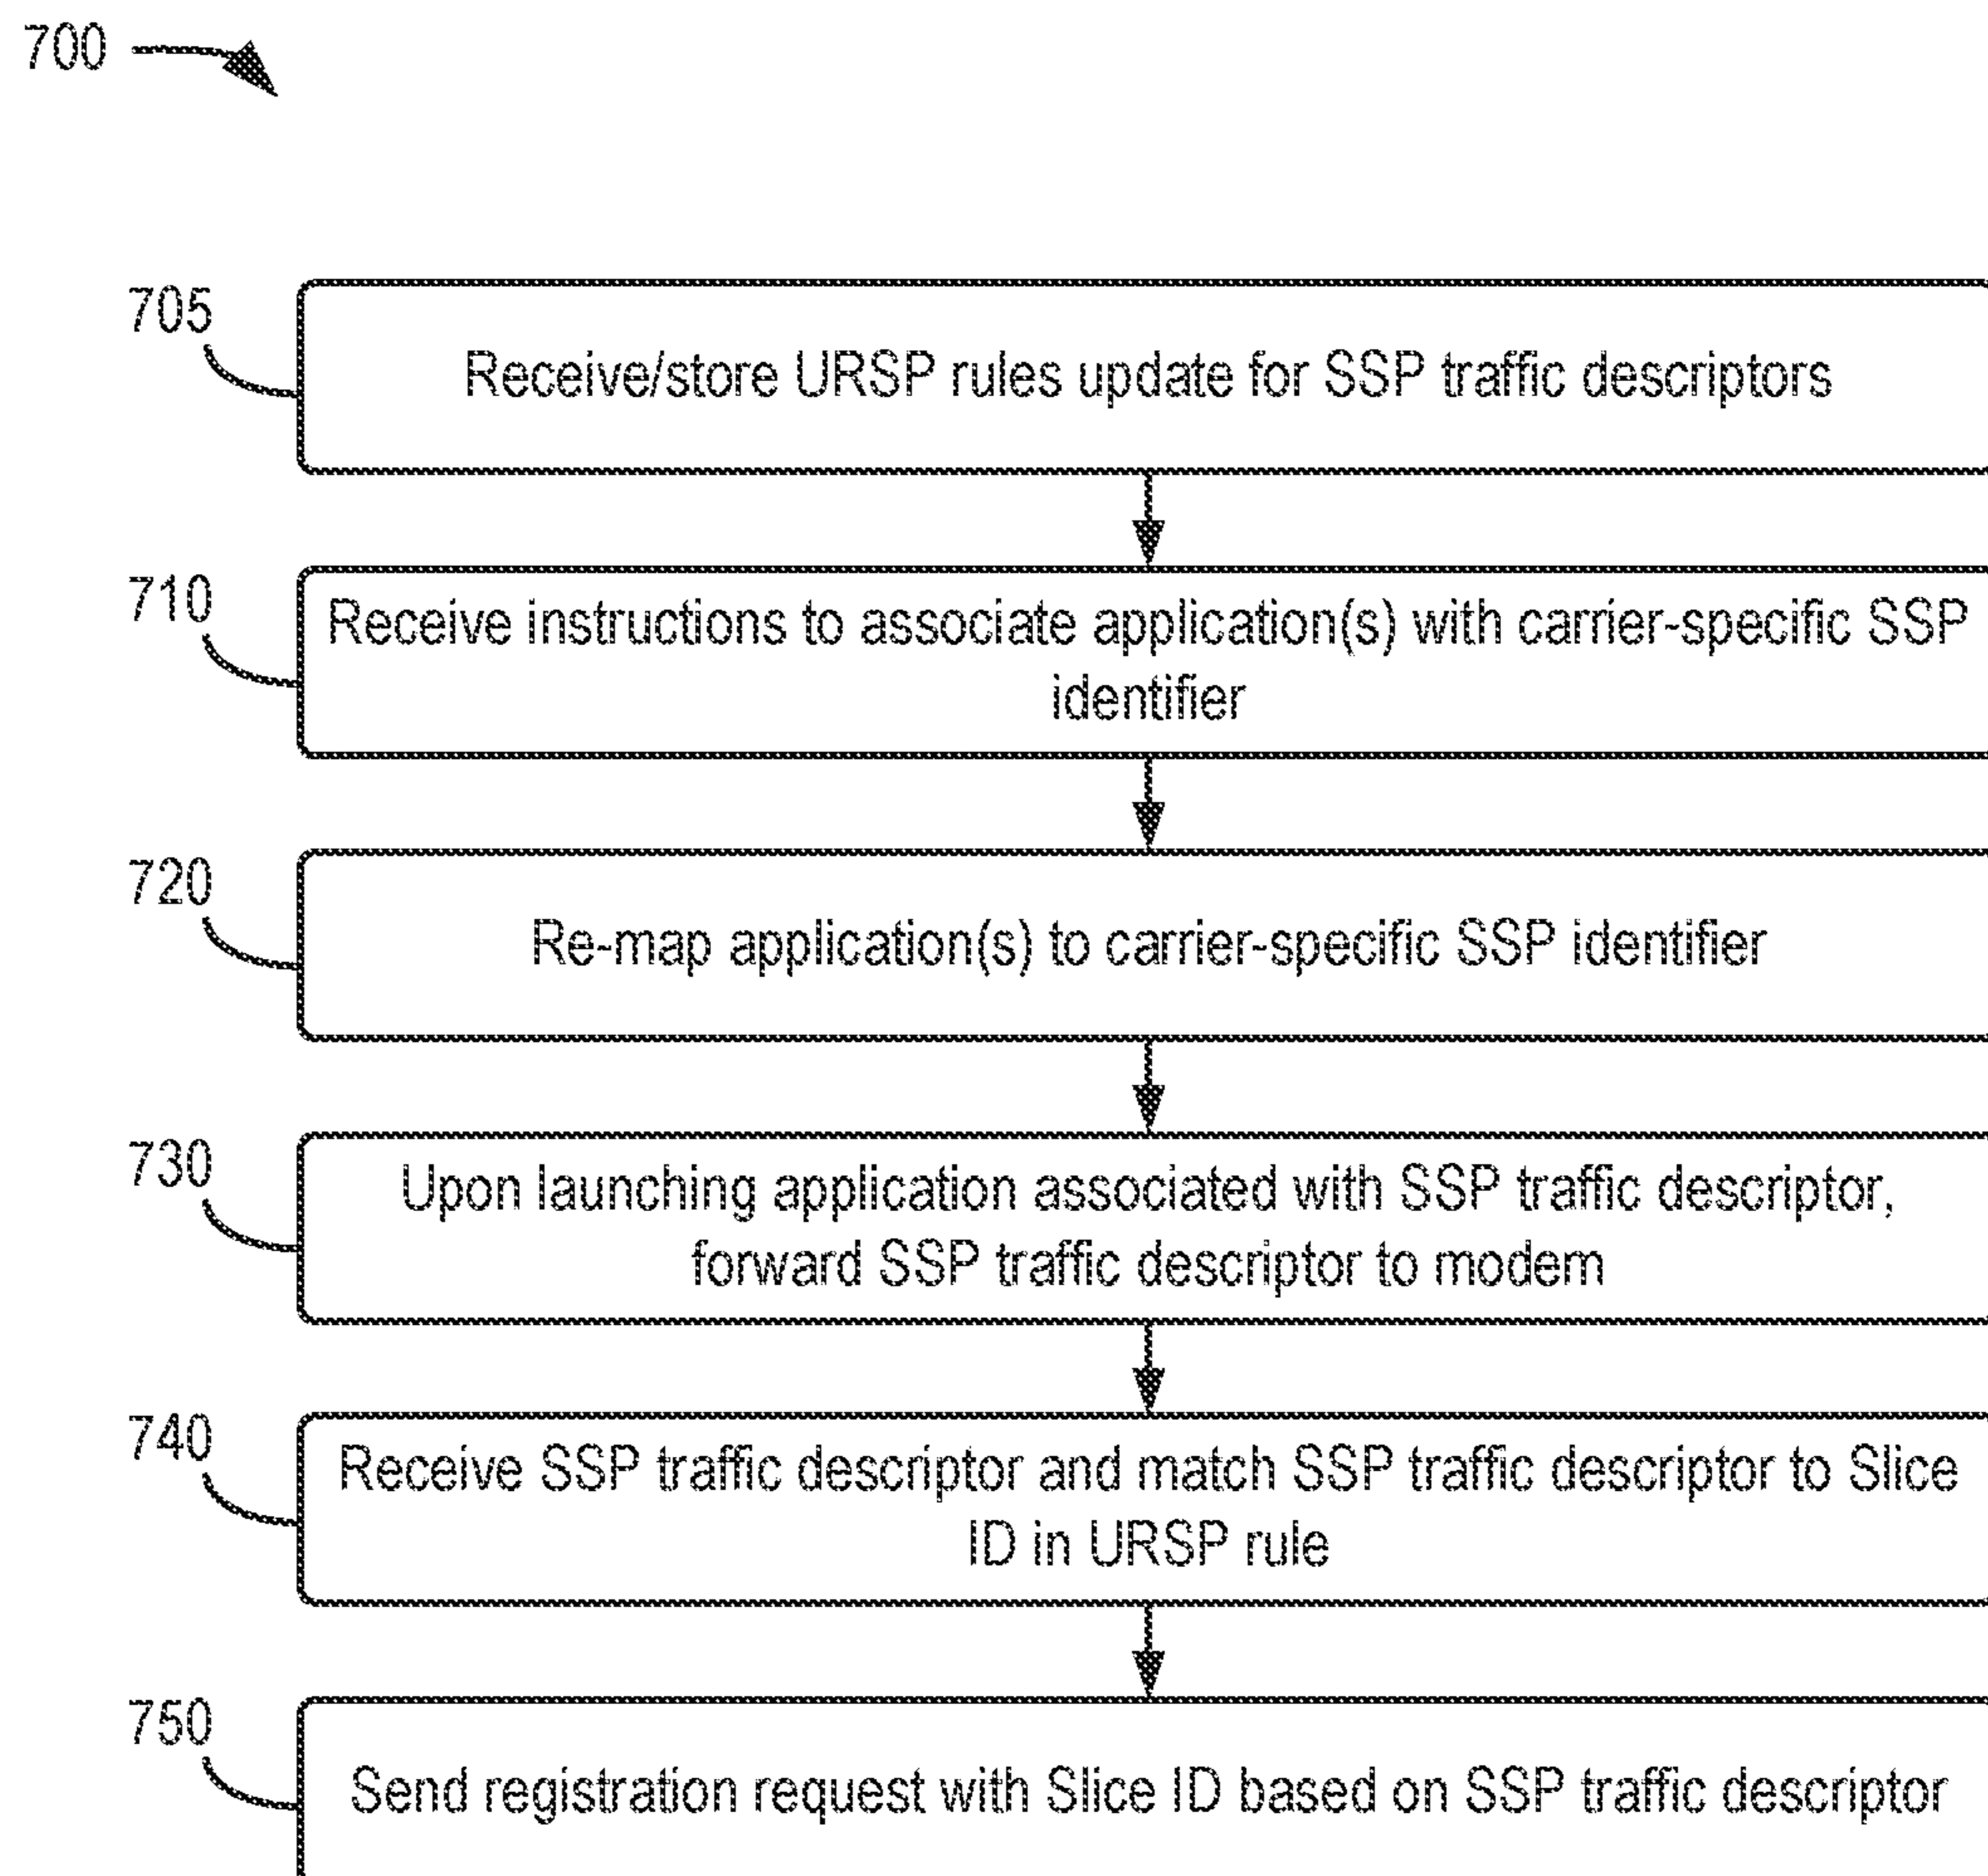 700
705
Receive/store URSP rules update for SSP traffic descriptors
710
Receive instructions to associate application(s) with carrier-specific SSP
identifier
720
Re-map application(s) to carrier-specific SSP identifier
730
Upon launching application associated with SSP traffic descriptor,
forward SSP traffic descriptor to modem
740
Receive SSP traffic descriptor and match SSP traffic descriptor to Slice
ID in URSP rule
750
Send registration request with Slice ID based on SSP traffic descriptor